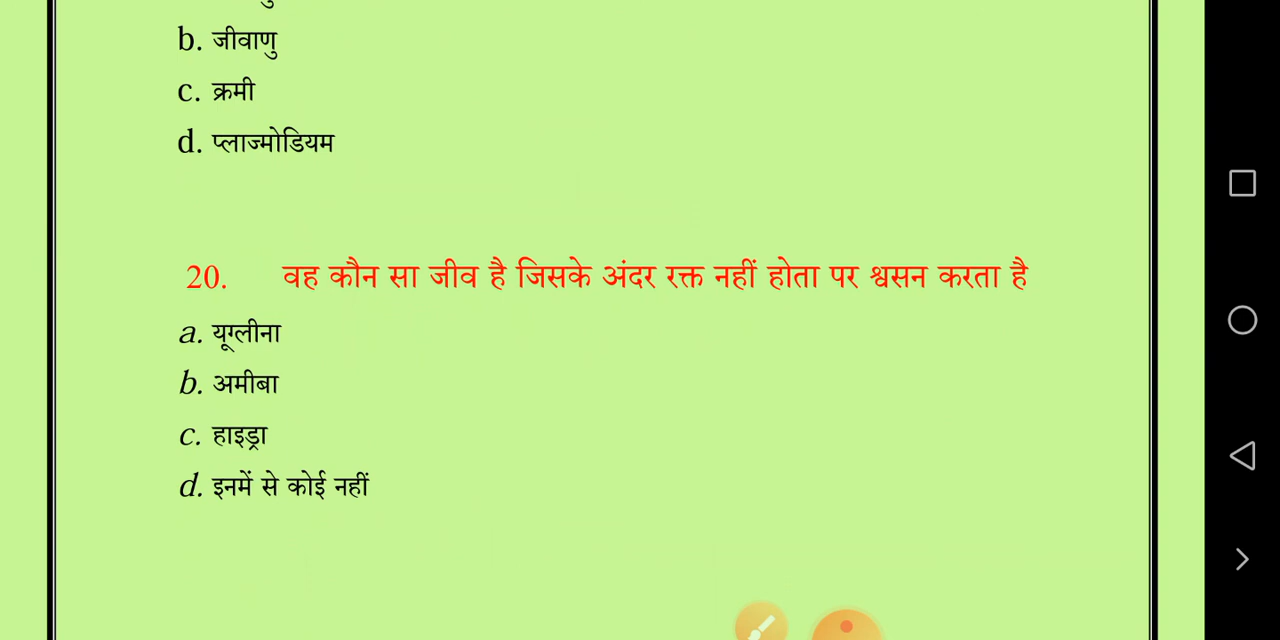 b. जीवाणु
c. क्रमी
d. प्लाज्मोडियम
20. वह कौन सा जीव है जिसके अंदर रक्त नहीं होता पर श्वसन करता है
a. यूग्लीना
b. अमीबा
c. हाइड्रा
d. इनमें से कोई नहीं